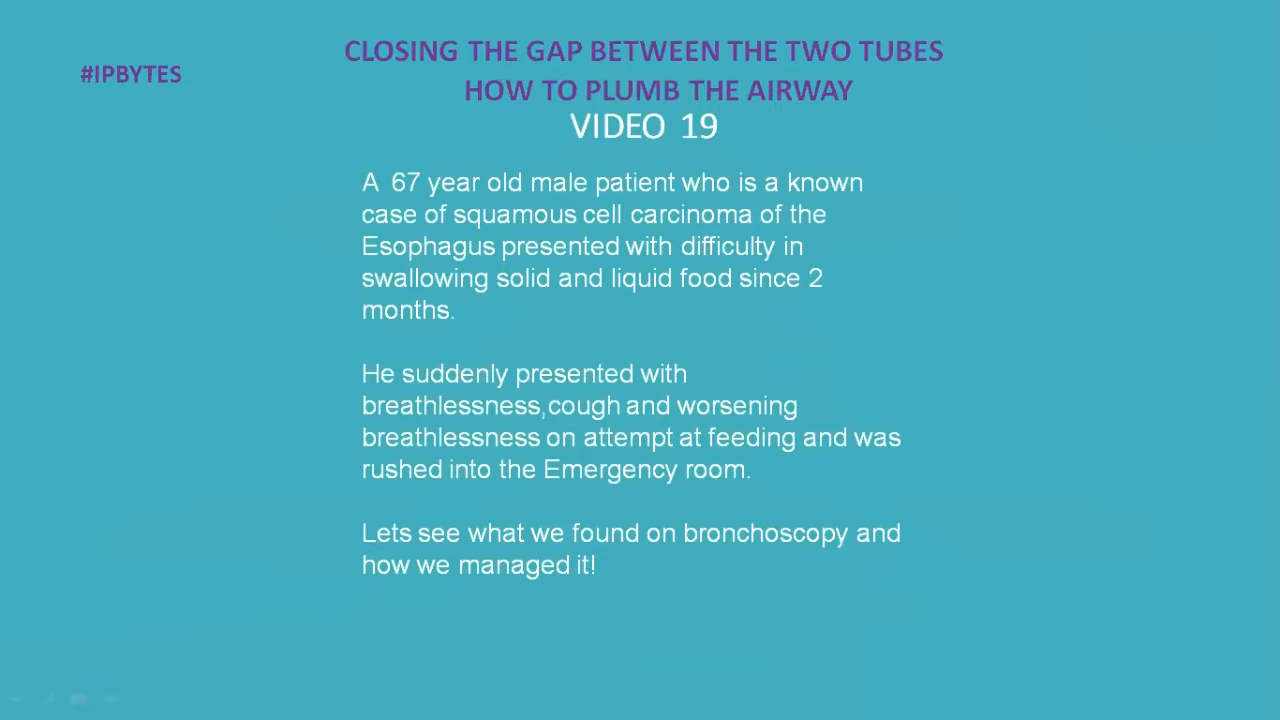 #IPBYTES
CLOSING THE GAP BETWEEN THE TWO TUBES
HOW TO PLUMB THE AIRWAY
VIDEO 19
A 67 year old male patient who is a known
case of squamous cell carcinoma of the
Esophagus presented with difficulty in
swallowing solid and liquid food since 2
months.
He suddenly presented with
breathlessness,cough and worsening
breathlessness on attempt at feeding and was
rushed into the Emergency room.
Lets see what we found on bronchoscopy and
how we managed it!